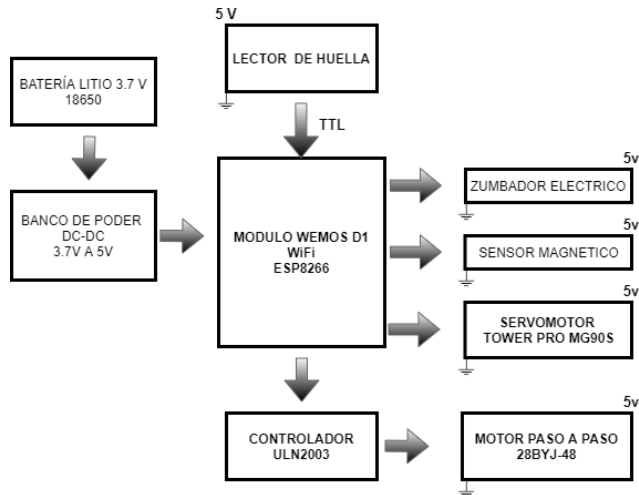 5 V
LECTOR DE HUELLA
BATERÍA LITIO 3.7 V
18650
TTL
BANCO DE PODER
DC-DC
3.7V A 5V
MODULO WEMOS D1
WiFi
ESP8266
5v
ZUMBADOR ELECTRICO
5v
SENSOR MAGNETICO
5v
SERVOMOTOR
TOWER PRO MG90S
CONTROLADOR
ULN2003
5v
MOTOR PASO A PASO
28BYJ-48